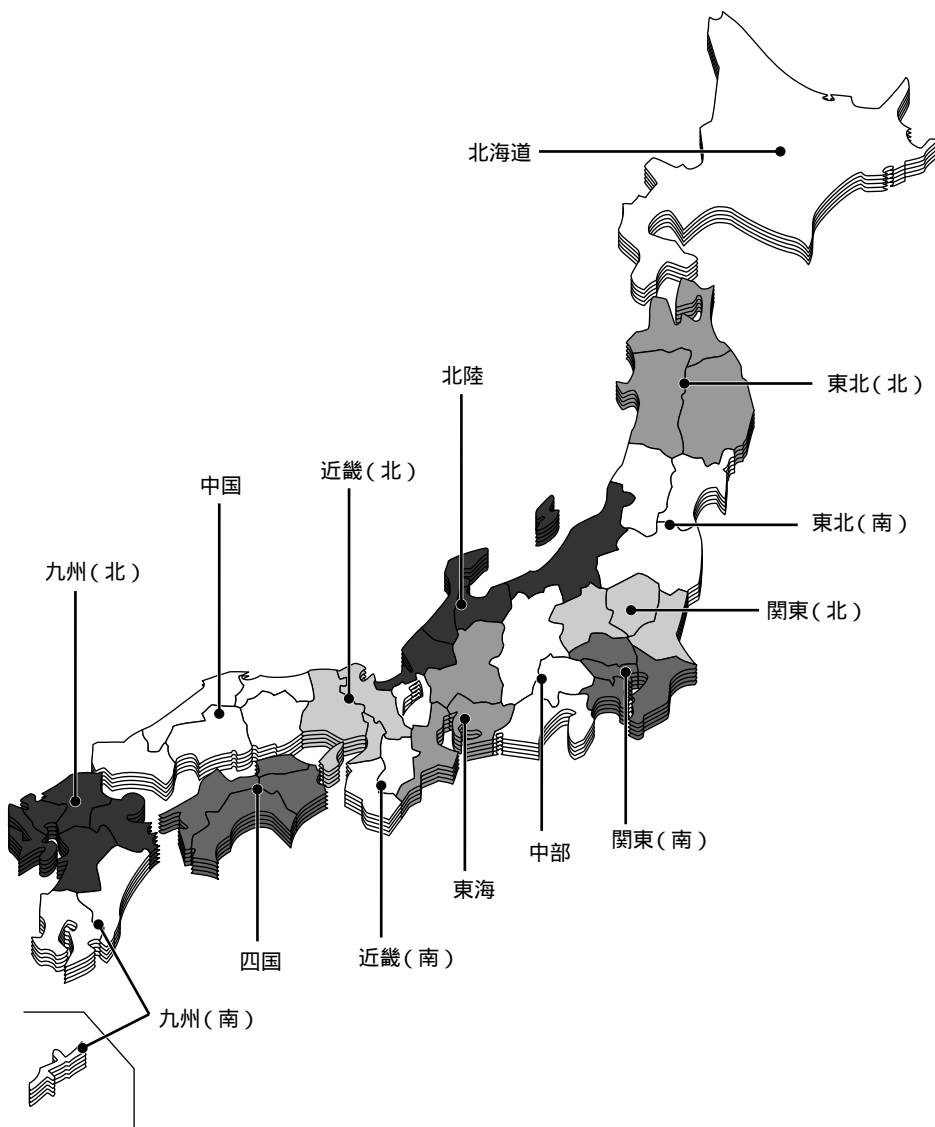 北海道
北陸
東北(北)
近畿(北)
中国
東北(南)
九州(北)
関東(北)
関東(南)
中部
東海
近畿(南)
四国
九州(南)